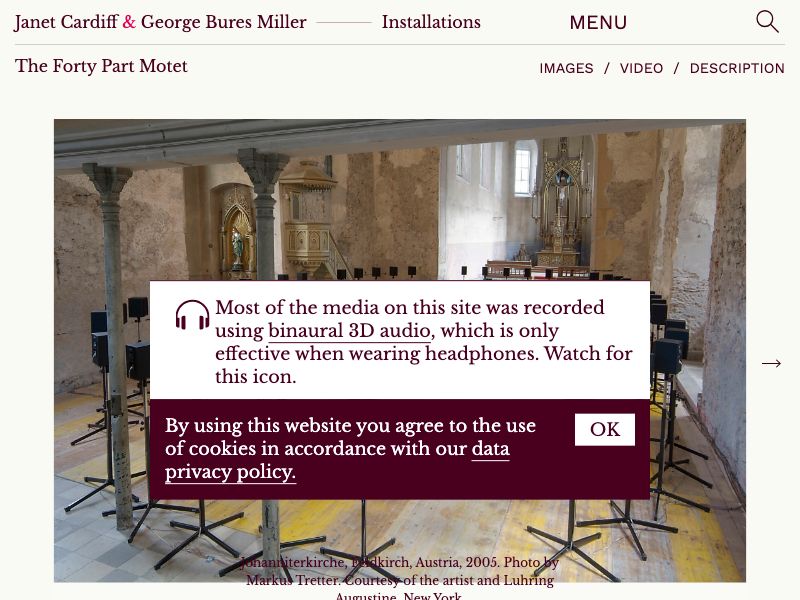 Janet Cardiff & George Bures Miller Installations MENU
The Forty Part Motet IMAGES / VIDEO / DESCRIPTION
Most of the media on this site was recorded
using binaural 3D audio, which is only
effective when wearing headphones. Watch for
this icon.
By using this website you agree to the use
of cookies in accordance with our data
privacy policy.
OK
Johanniterkirche, Feldkirch, Austria, 2005. Photo by
Markus Tretter. Courtesy of the artist and Luhring
Augustine, New York